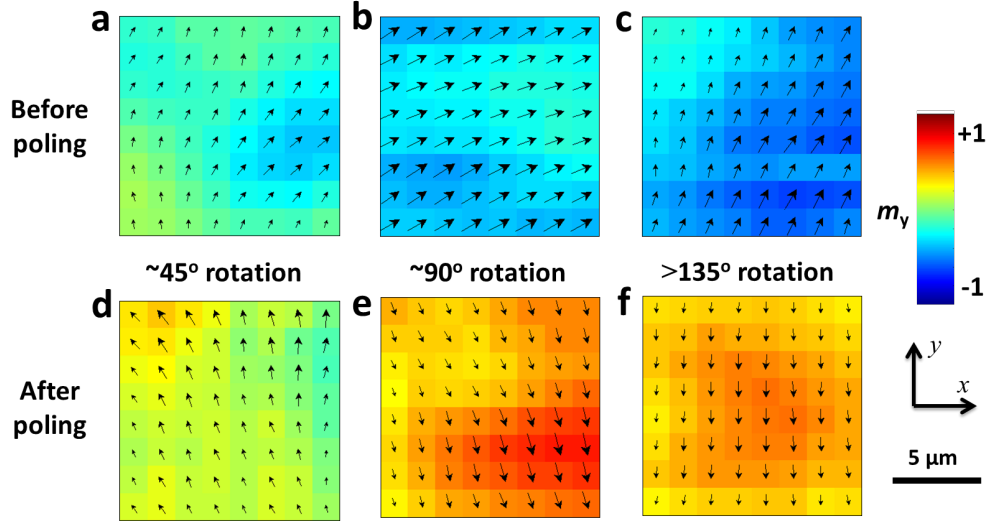 a
b
c
Before
poling
+1
m_y
-1
~45° rotation
~90° rotation
>135° rotation
d
e
f
After
poling
y
x
5 μm